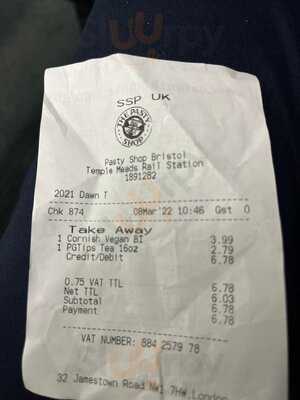 SSP UK
THE PASTY
SHOP
Pasty Shop Bristol
Temple Meads Rail Station
1891282
2021 Dawn T
Chk 874 08Mar'22 10:46 Gst 0
Take Away
1 Cornish Vegan BI 3.99
1 PGTips Tea 16oz 2.79
Credit/Debit 6.78
0.75 VAT TTL 6.78
Net TTL 6.03
Subtotal 6.78
Payment 6.78
VAT NUMBER: 884 2579 78
32 Jamestown Road NW1 7HW London